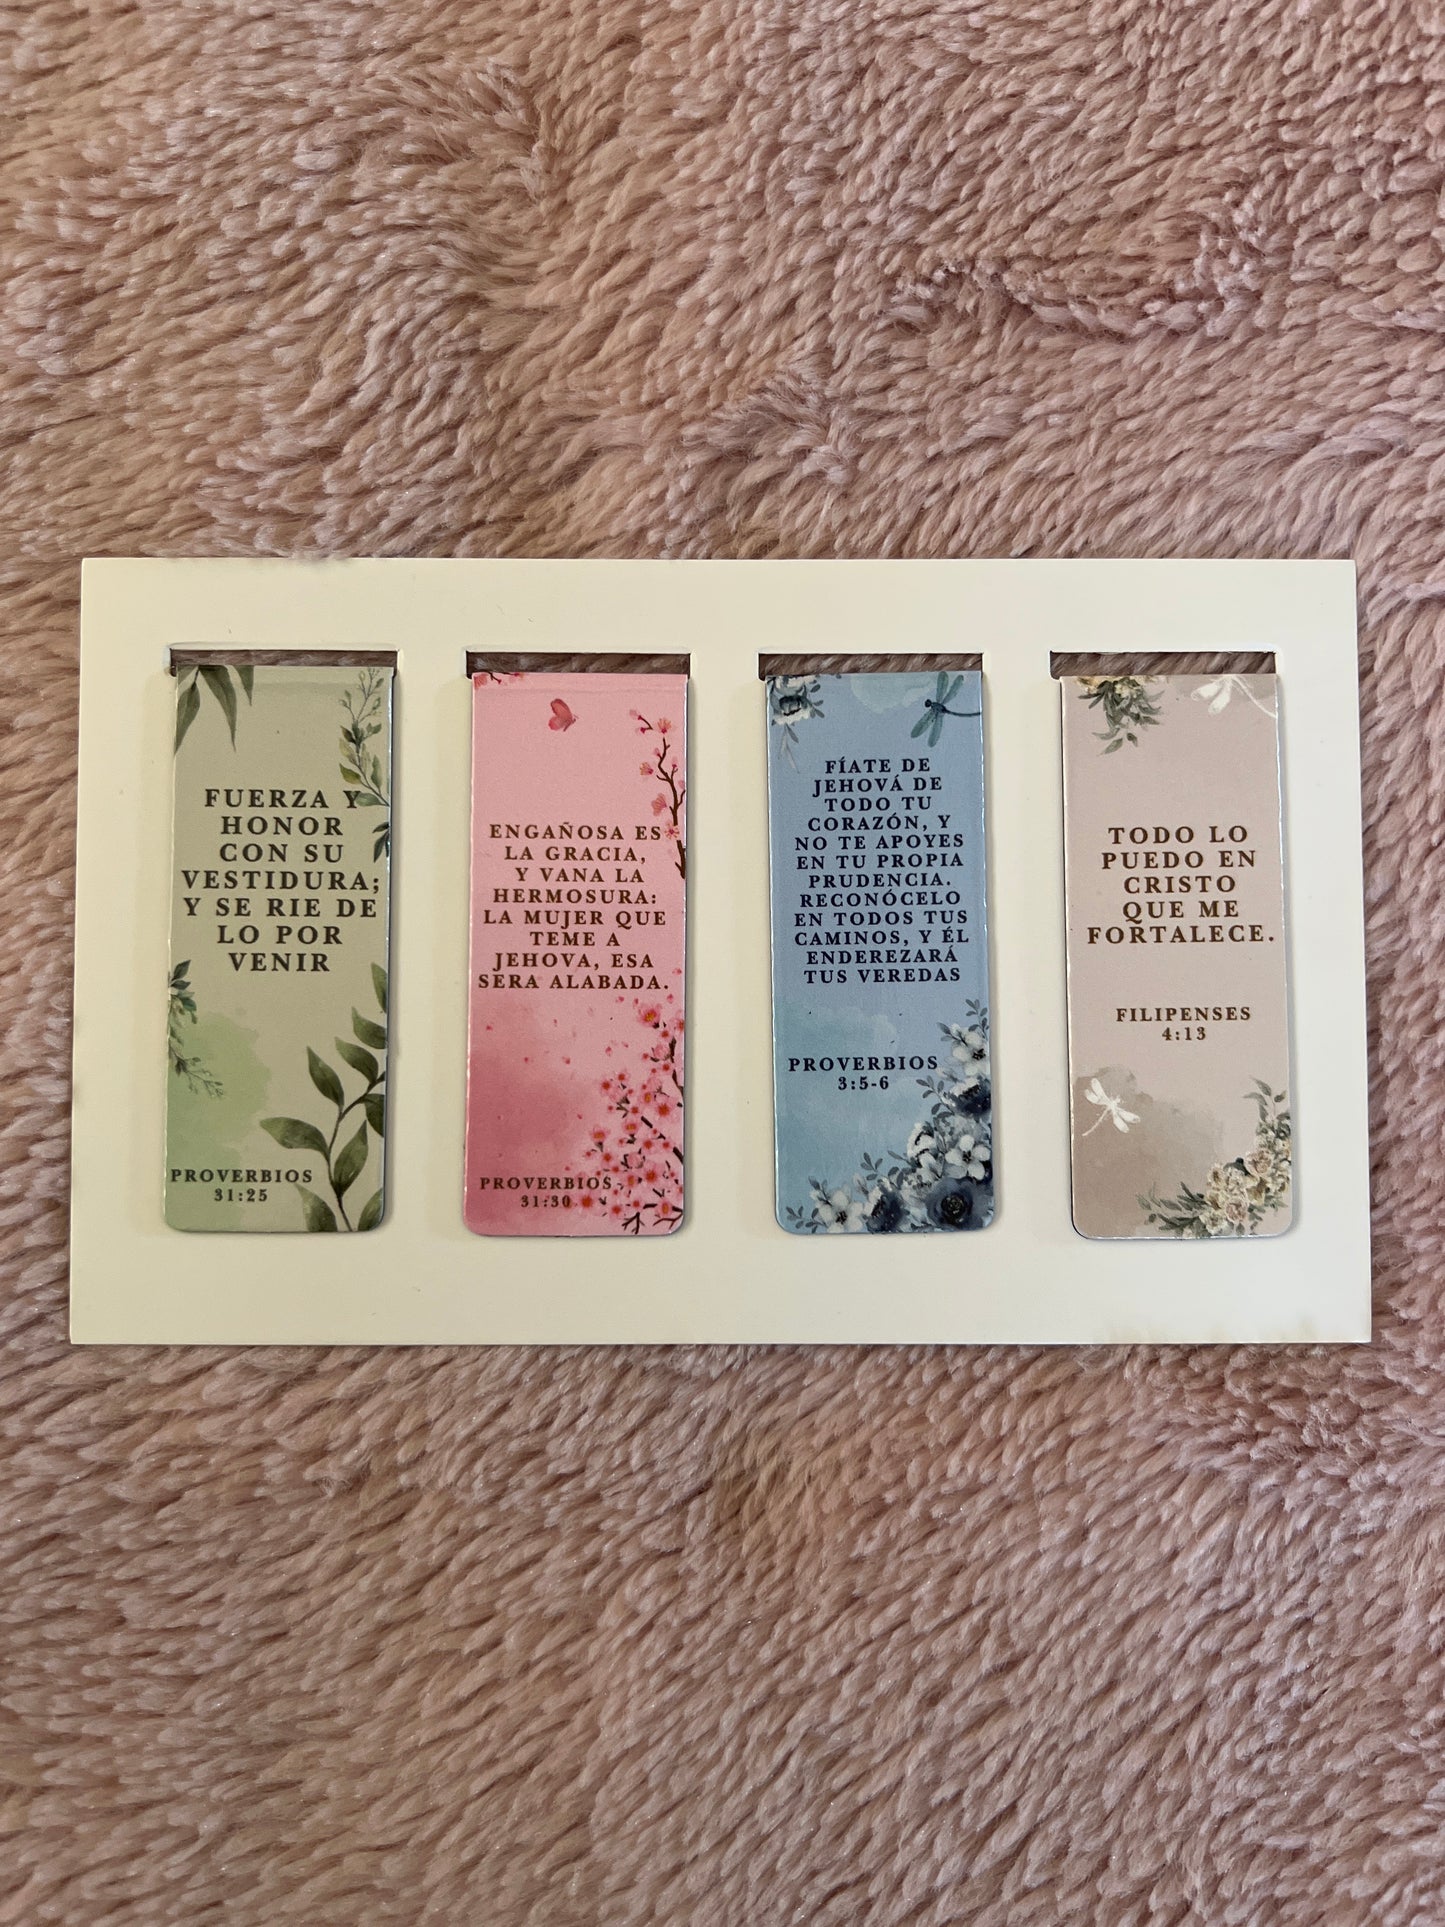 FUERZA Y
HONOR
CON SU
VESTIDURA;
Y SE RIE DE
LO POR
VENIR
PROVERBIOS
31:25
ENGAÑOSA ES
LA GRACIA,
Y VANA LA
HERMOSURA:
LA MUJER QUE
TEME A
JEHOVA, ESA
SERA ALABADA.
PROVERBIOS
31:30
FÍATE DE
JEHOVÁ DE
TODO TU
CORAZÓN, Y
NO TE APOYES
EN TU PROPIA
PRUDENCIA.
RECONÓCELO
EN TODOS TUS
CAMINOS, Y ÉL
ENDEREZARÁ
TUS VEREDAS
PROVERBIOS
3:5-6
TODO LO
PUEDO EN
CRISTO
QUE ME
FORTALECE.
FILIPENSES
4:13